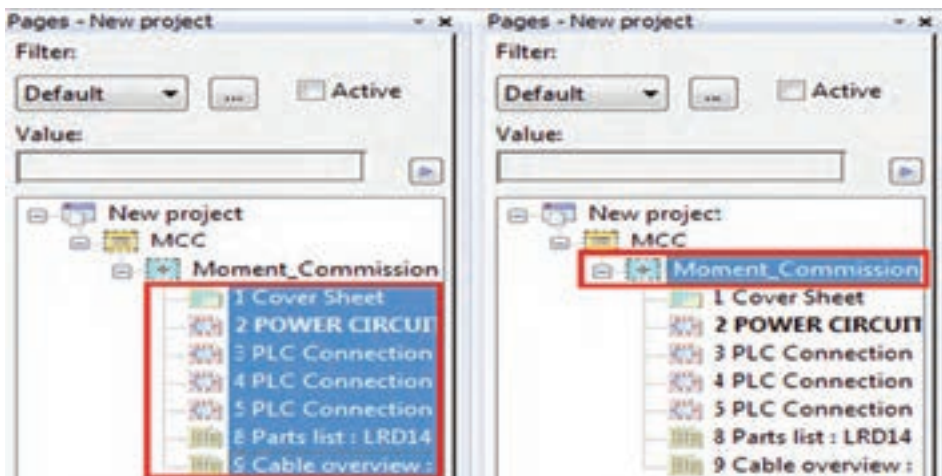 Pages - New project
Filter:
Default
...
Active
Value:
New project
MCC
Moment_Commission
1 Cover Sheet
2 POWER CIRCUIT
3 PLC Connection
4 PLC Connection
5 PLC Connection
8 Parts list : LRD14
9 Cable overview :
Pages - New project
Filter:
Default
...
Active
Value:
New project
MCC
Moment_Commission
1 Cover Sheet
2 POWER CIRCUIT
3 PLC Connection
4 PLC Connection
5 PLC Connection
8 Parts list : LRD14
9 Cable overview :